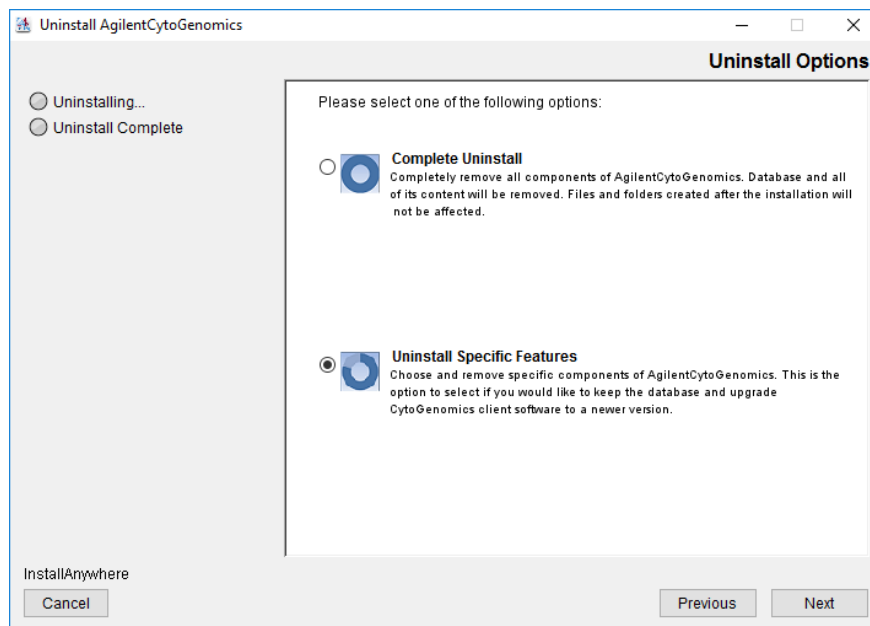 Uninstall AgilentCytoGenomics
Uninstall Options
Uninstalling...
Uninstall Complete
Please select one of the following options:
Complete Uninstall
Completely remove all components of AgilentCytoGenomics. Database and all
of its content will be removed. Files and folders created after the installation will
not be affected.
Uninstall Specific Features
Choose and remove specific components of AgilentCytoGenomics. This is the
option to select if you would like to keep the database and upgrade
CytoGenomics client software to a newer version.
InstallAnywhere
Cancel
Previous
Next